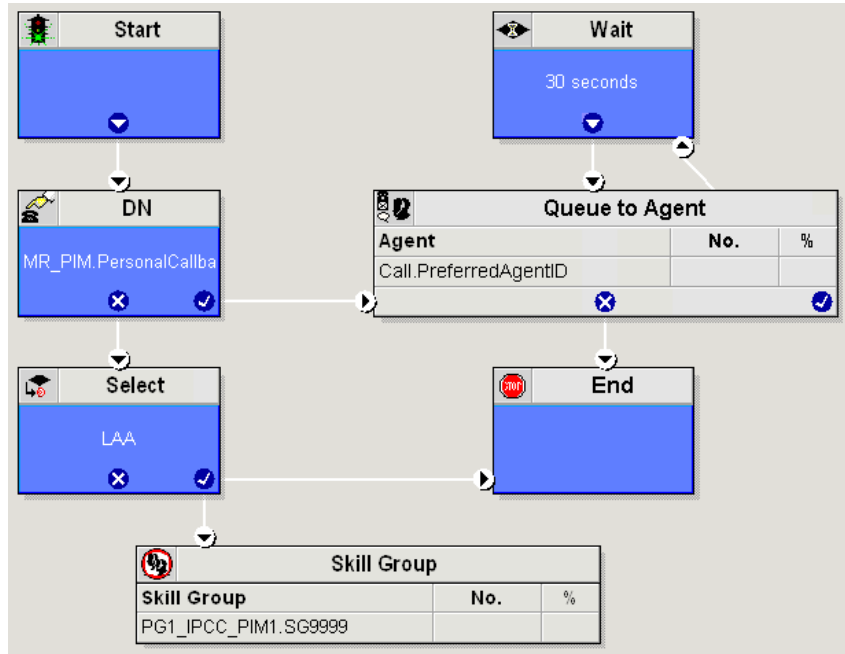 Start
Wait
30 seconds
DN
MR_PIM.PersonalCallba
Queue to Agent
Agent No. %
Call.PreferredAgentID
Select
LAA
STOP
End
Skill Group
Skill Group No. %
PG1_IPCC_PIM1.SG9999